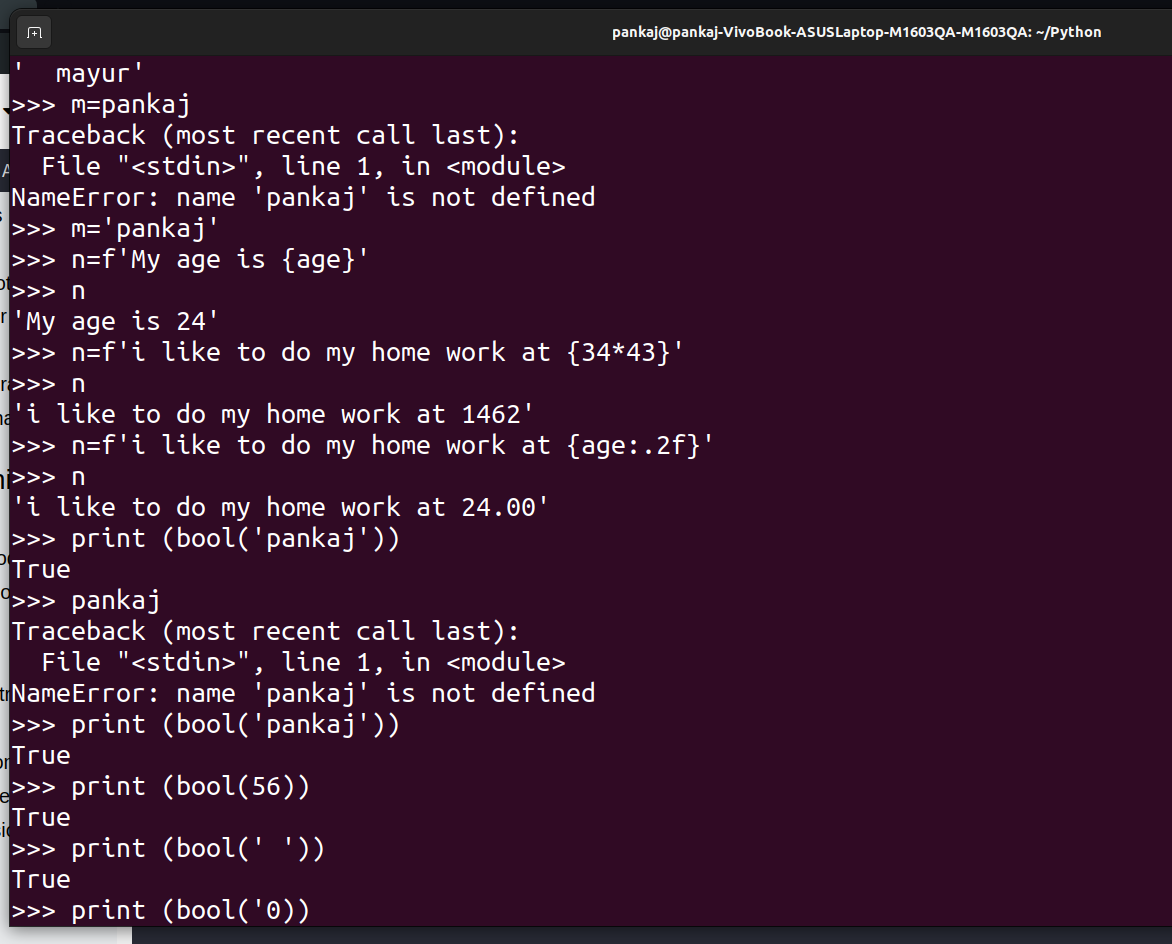 pankaj@pankaj-VivoBook-ASUSLaptop-M1603QA-M1603QA: ~/Python
'  mayur'
>>> m=pankaj
Traceback (most recent call last):
  File "<stdin>", line 1, in <module>
NameError: name 'pankaj' is not defined
>>> m='pankaj'
>>> n=f'My age is {age}'
>>> n
'My age is 24'
>>> n=f'i like to do my home work at {34*43}'
>>> n
'i like to do my home work at 1462'
>>> n=f'i like to do my home work at {age:.2f}'
>>> n
'i like to do my home work at 24.00'
>>> print (bool('pankaj'))
True
>>> pankaj
Traceback (most recent call last):
  File "<stdin>", line 1, in <module>
NameError: name 'pankaj' is not defined
>>> print (bool('pankaj'))
True
>>> print (bool(56))
True
>>> print (bool(' '))
True
>>> print (bool('0))